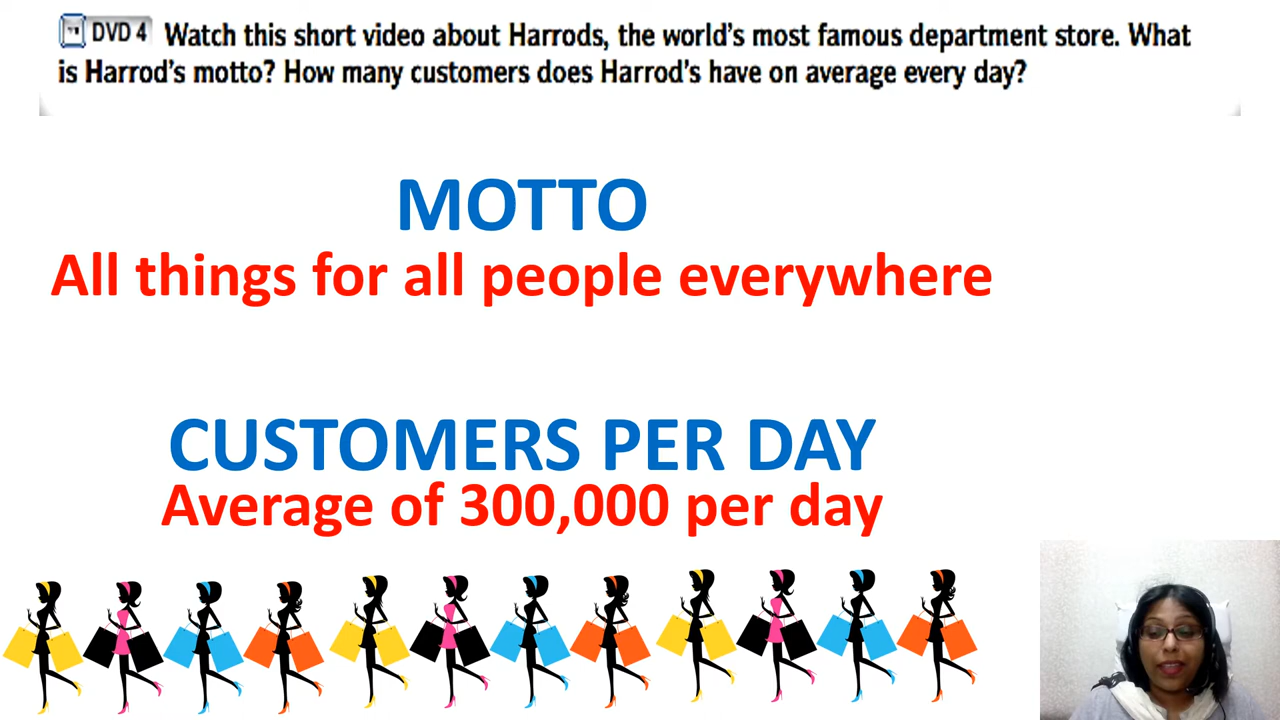 DVD 4 Watch this short video about Harrods, the world's most famous department store. What
is Harrod's motto? How many customers does Harrod's have on average every day?
MOTTO
All things for all people everywhere
CUSTOMERS PER DAY
Average of 300,000 per day